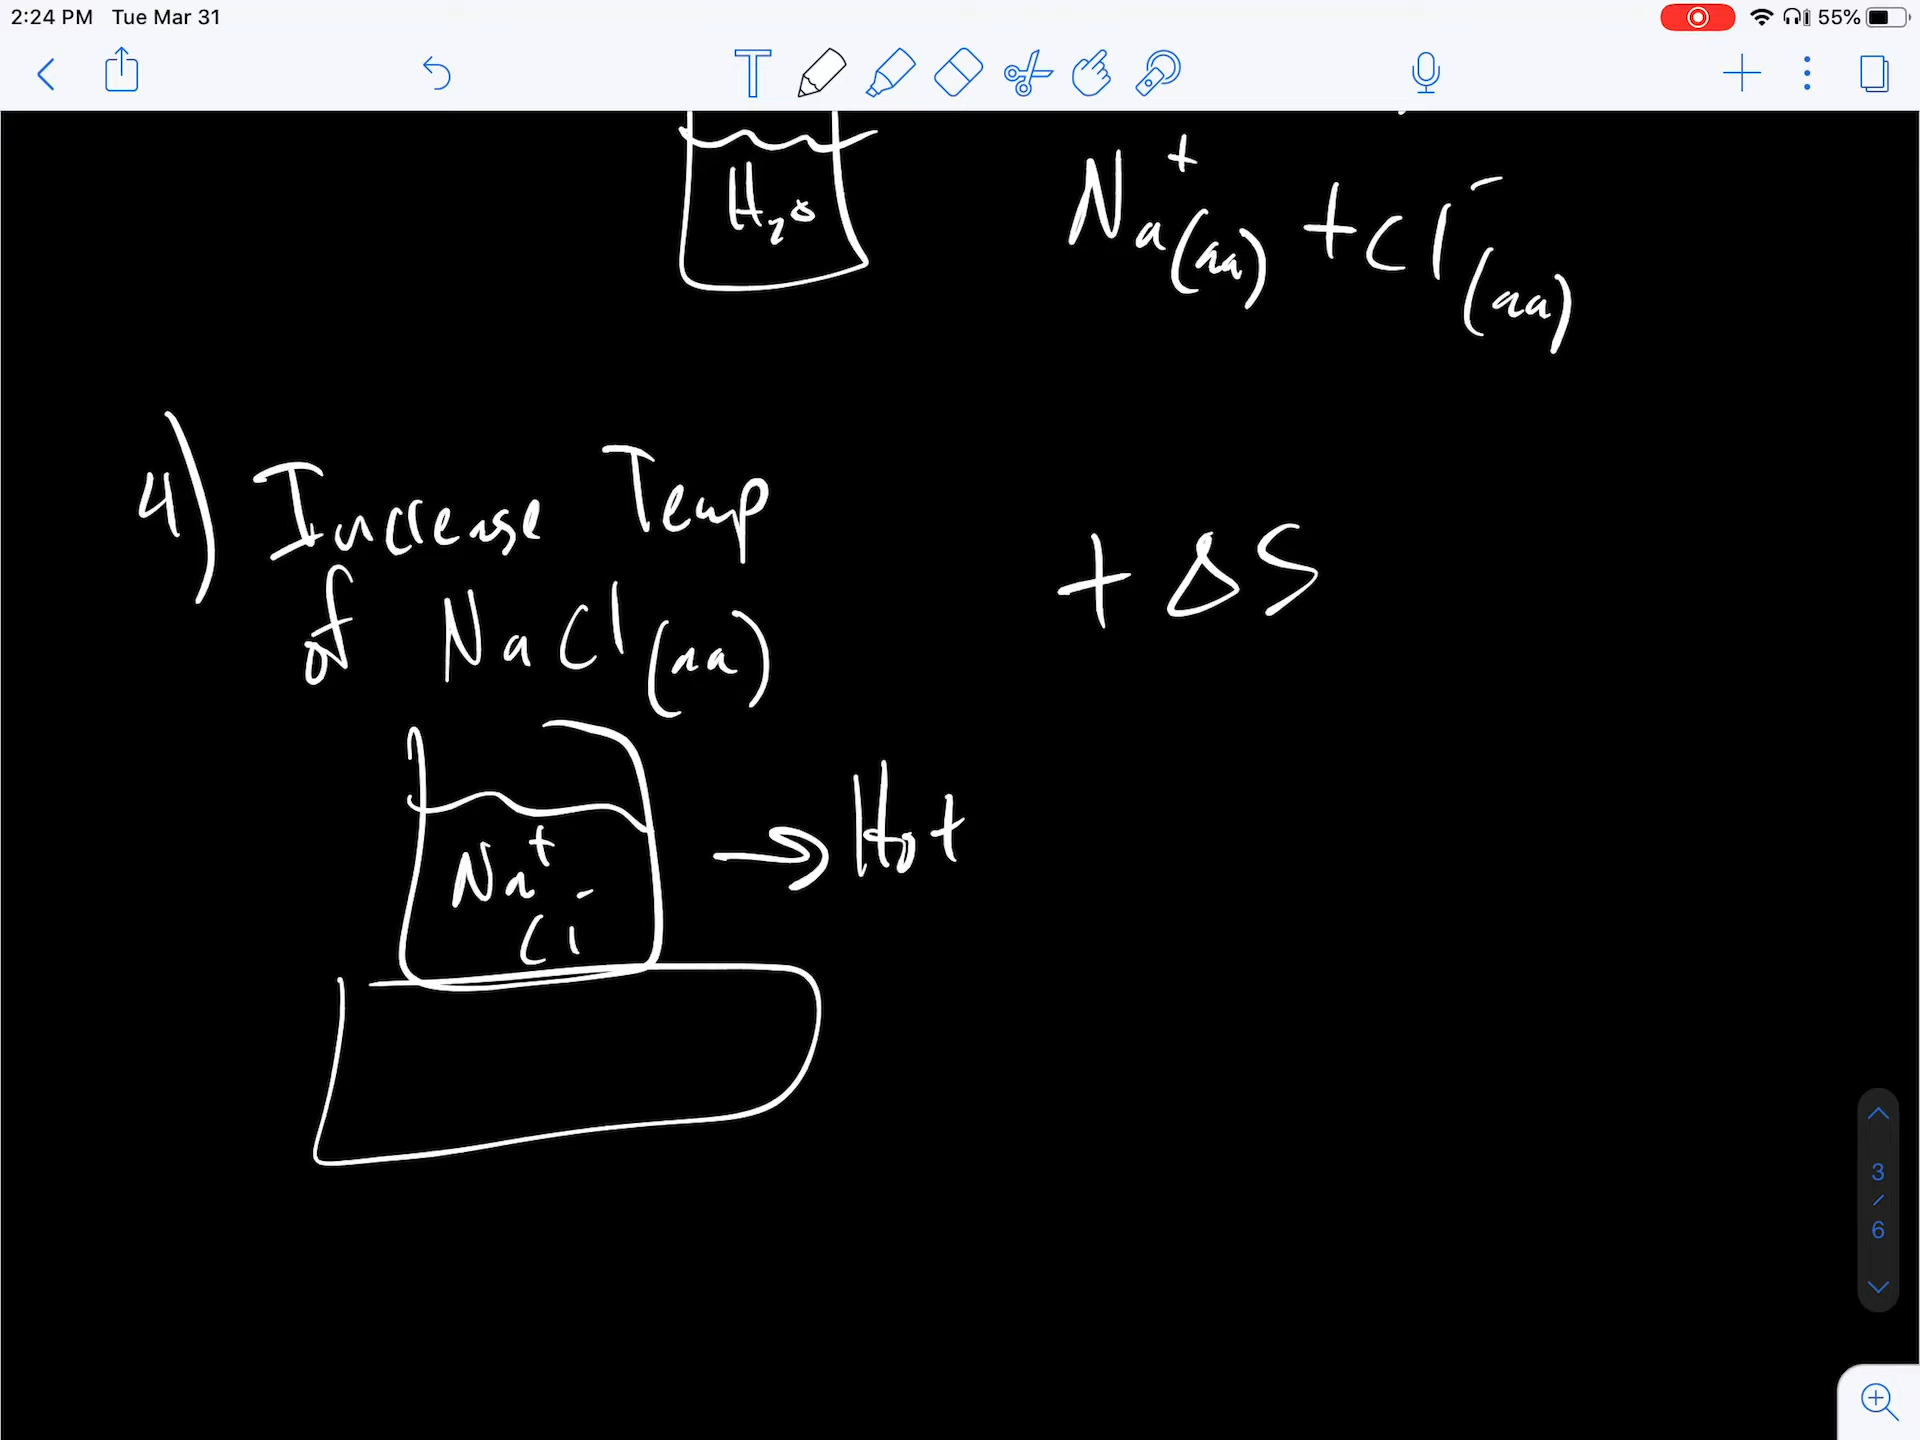 2:24 PM Tue Mar 31
55%
T
H₂O
Na⁺(aq) + Cl⁻(aq)
4) Increase Temp
of NaCl(aq)
+ΔS
→ Hot
Na⁺
Cl⁻
3
/
6